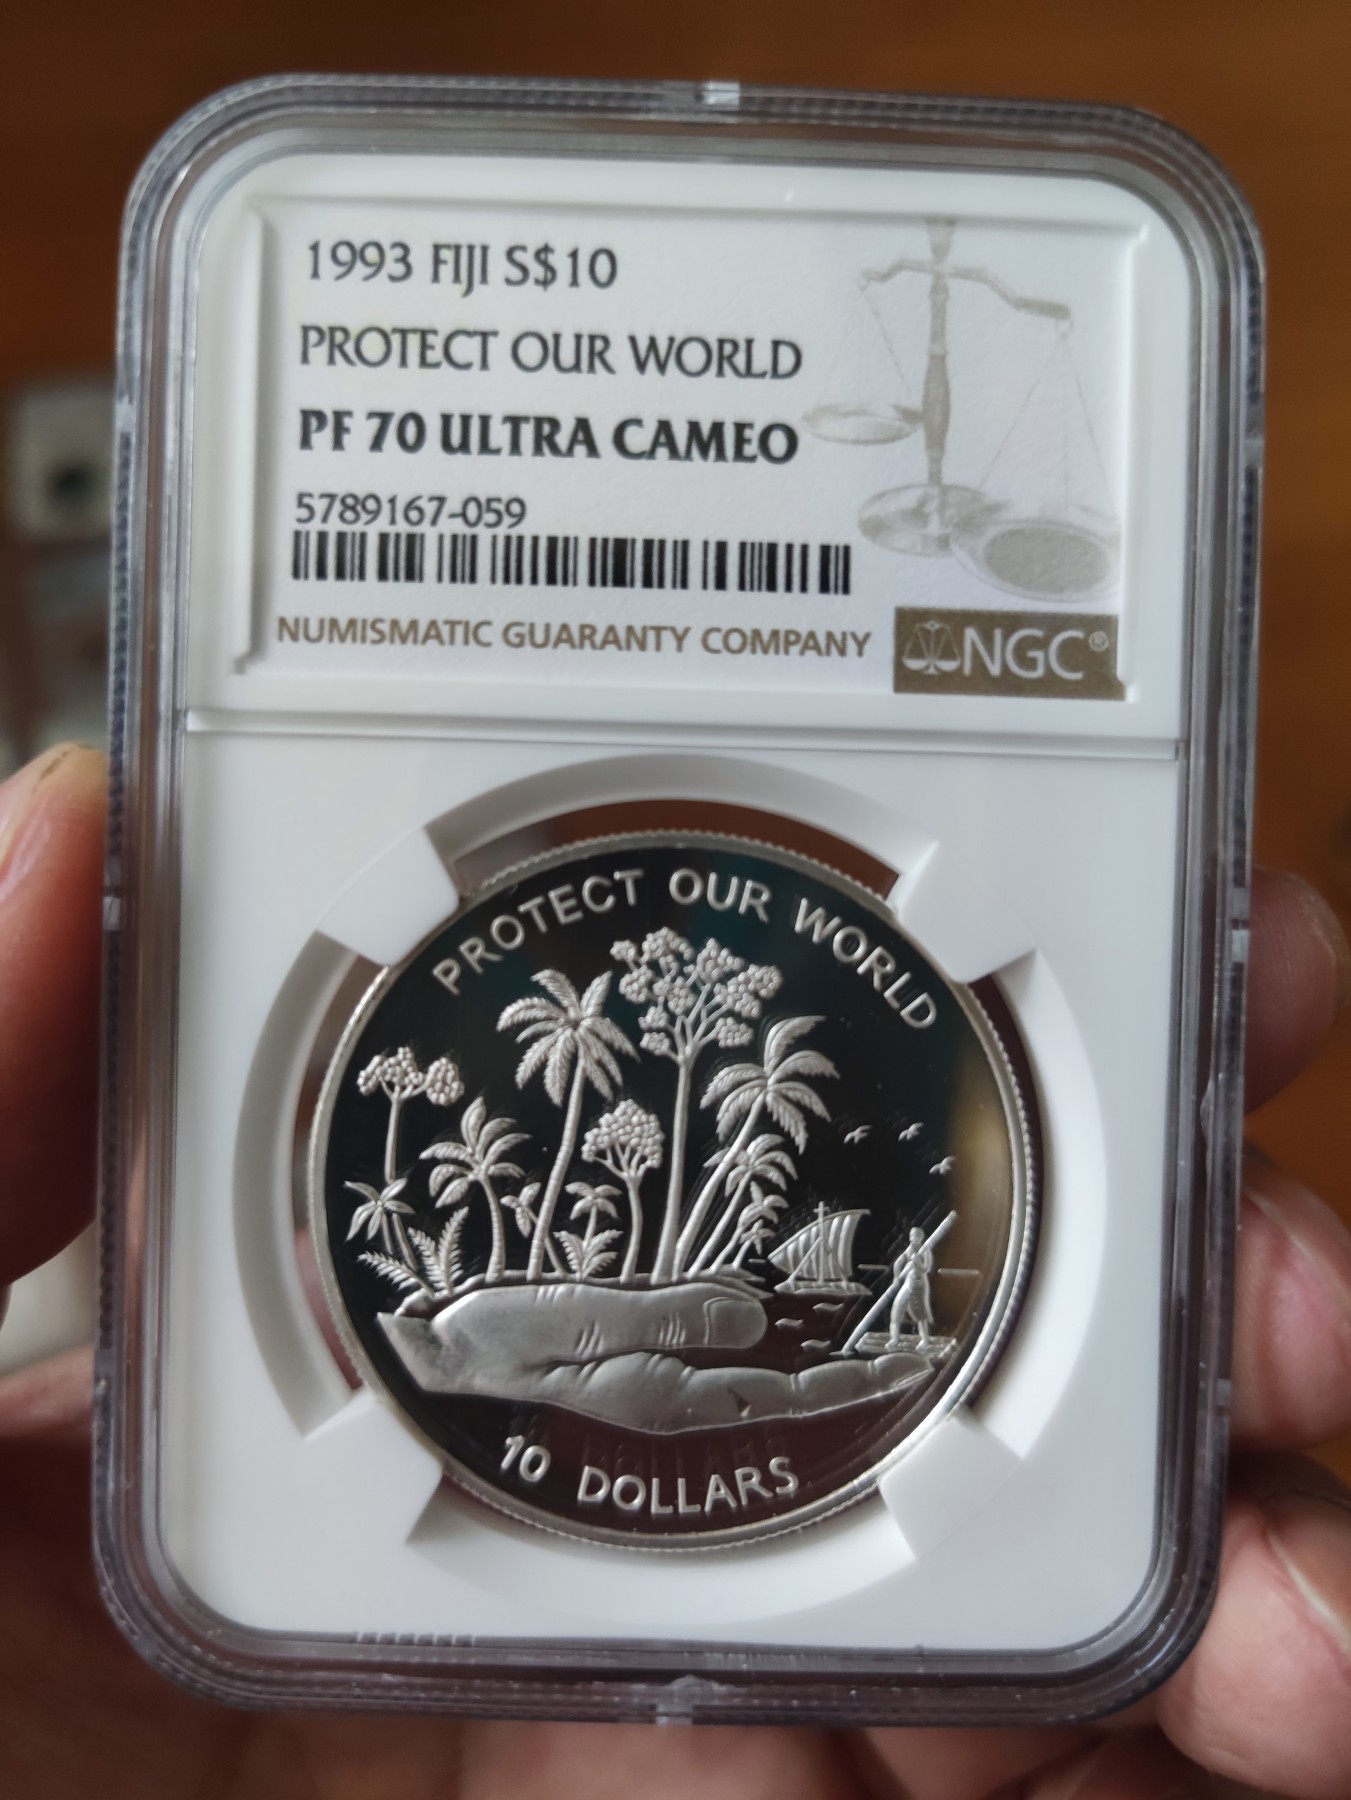 1993 FIJI S$10
PROTECT OUR WORLD
PF 70 ULTRA CAMEO
5789167-059
NUMISMATIC GUARANTY COMPANY
NGC®
PROTECT OUR WORLD
10 DOLLARS